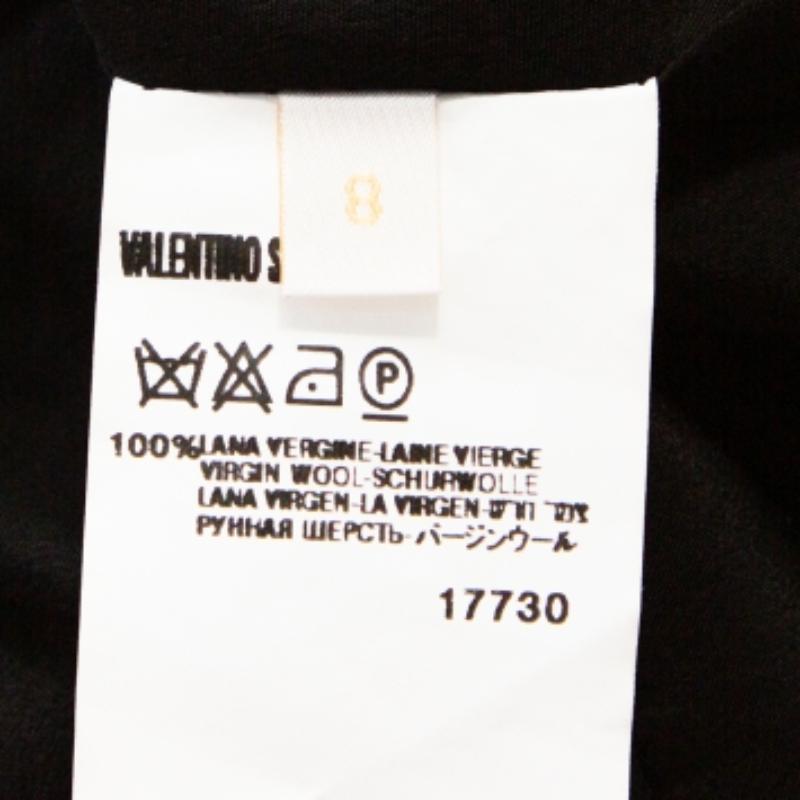 8
VALENTINO S
P
100% LANA VERGINE-LAINE VIERGE
VIRGIN WOOL-SCHURWOLLE
LANA VIRGEN-LA VIRGEN-
РУННАЯ ШЕРСТЬ-バージンウール
17730